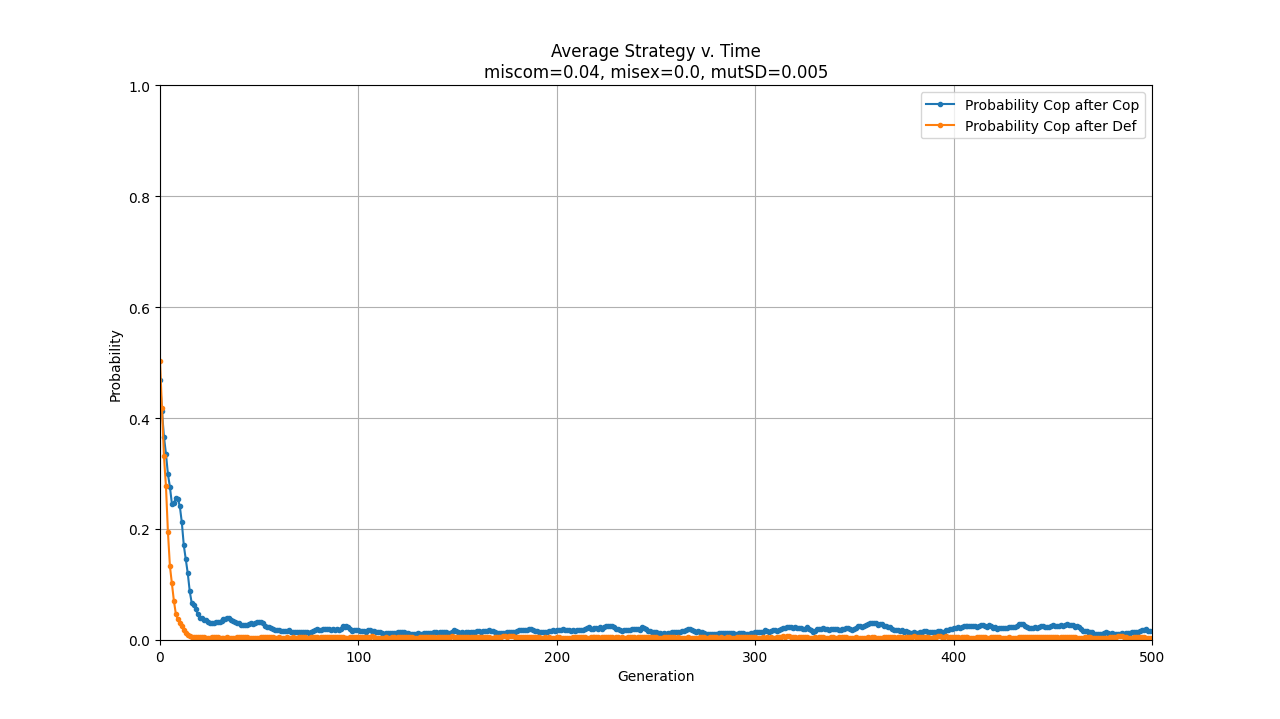 Average Strategy v. Time
miscom=0.04, misex=0.0, mutSD=0.005
1.0
0.8
0.6
0.4
0.2
0.0
Probability
Probability Cop after Cop
Probability Cop after Def
0
100
200
300
400
500
Generation